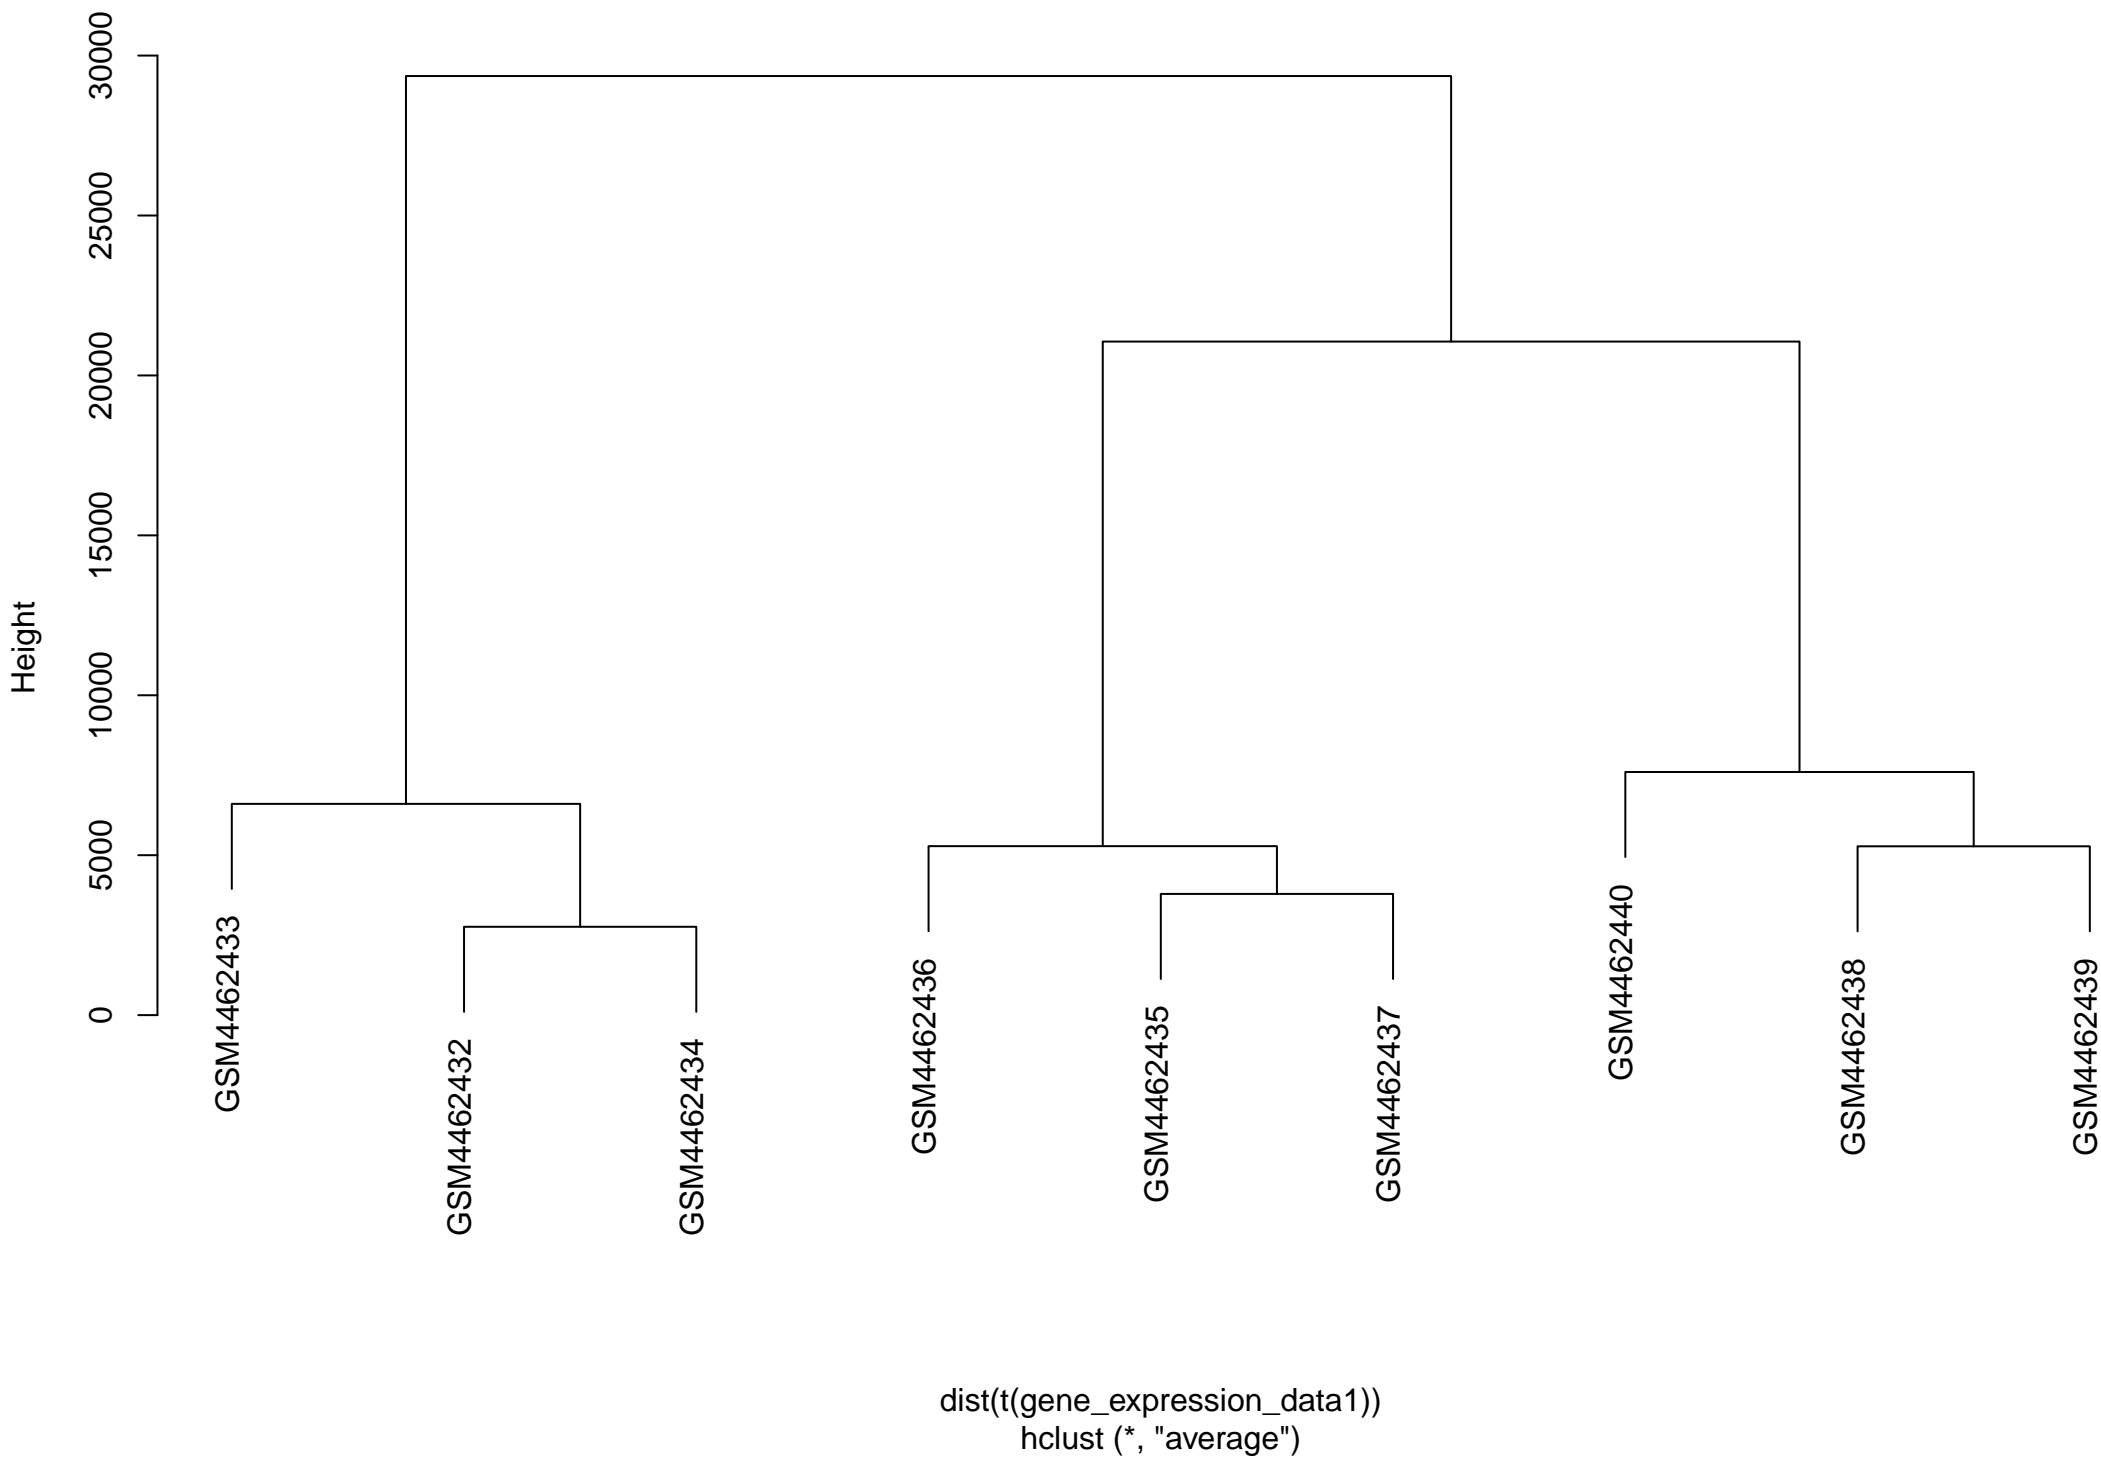 Height
30000
25000
20000
15000
10000
5000
0
GSM4462433
GSM4462432
GSM4462434
GSM4462436
GSM4462435
GSM4462437
GSM4462440
GSM4462438
GSM4462439
dist(t(gene_expression_data1))
hclust (*, "average")